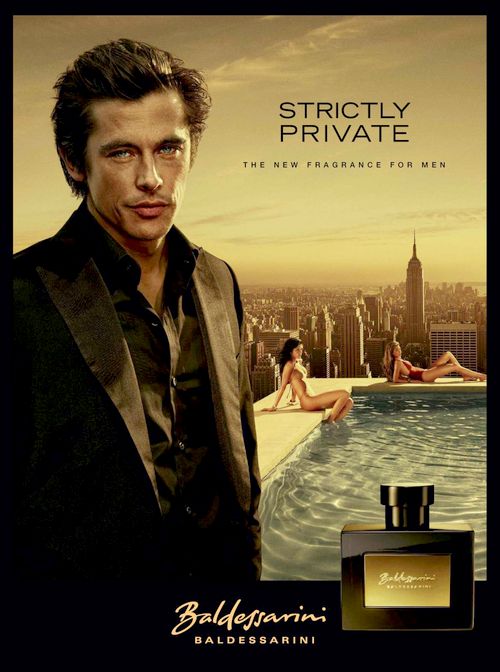 STRICTLY
PRIVATE
THE NEW FRAGRANCE FOR MEN
Baldessarini
Baldessarini
BALDESSARINI